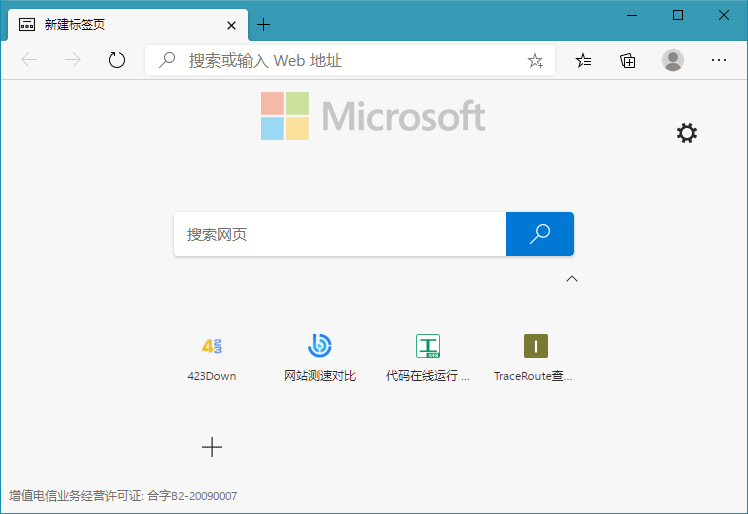 新建标签页
搜索或输入 Web 地址
Microsoft
搜索网页
423Down
网站测速对比
代码在线运行 ...
TraceRoute查...
增值电信业务经营许可证: 合字B2-20090007